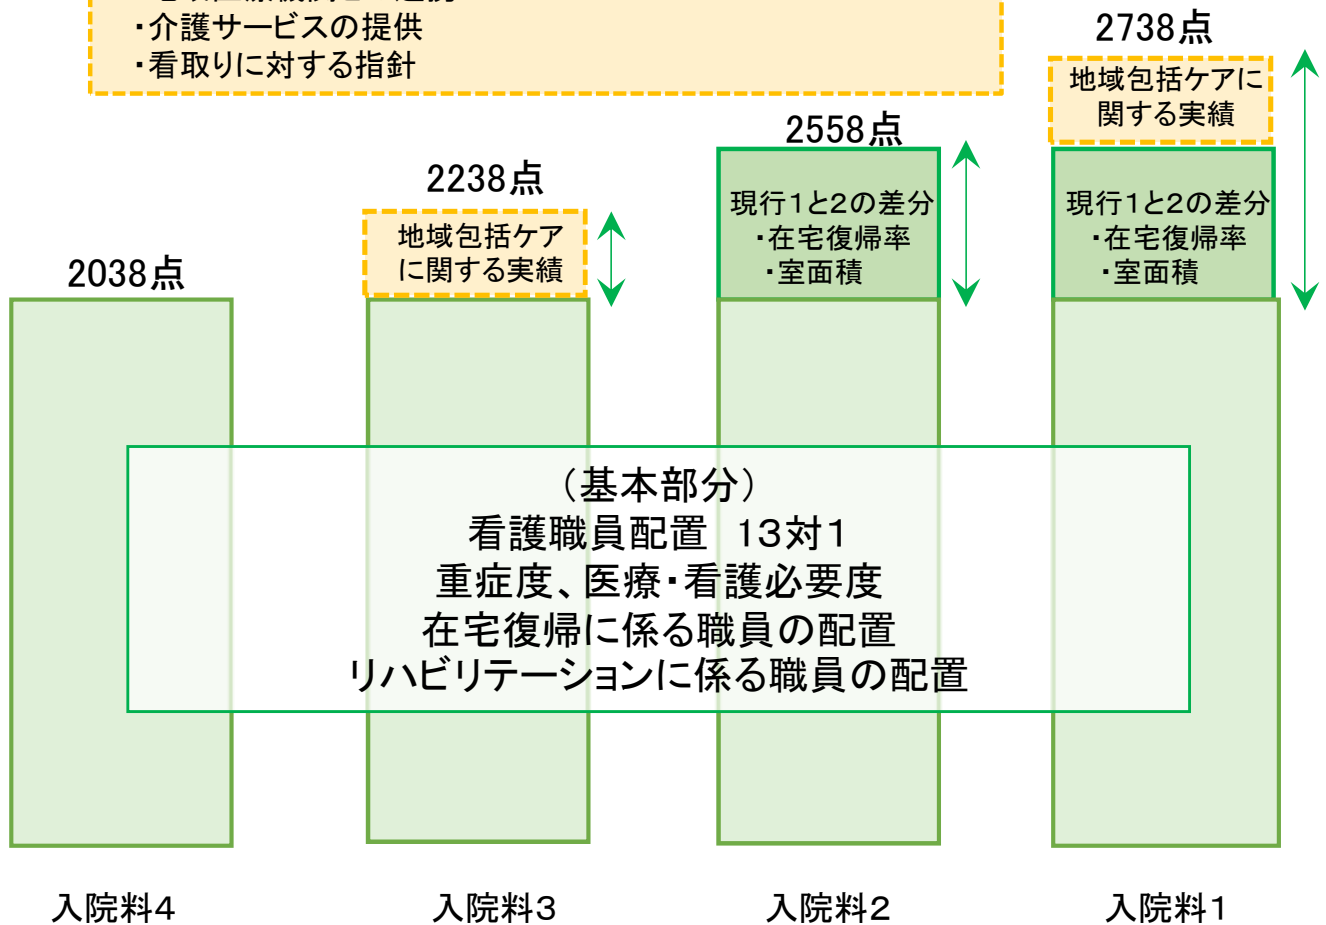 ・介護サービスの提供
・看取りに対する指針
2738点
地域包括ケアに
関する実績
2558点
現行1と2の差分
・在宅復帰率
・室面積
現行1と2の差分
・在宅復帰率
・室面積
2238点
地域包括ケア
に関する実績
2038点
(基本部分)
看護職員配置 13対1
重症度、医療・看護必要度
在宅復帰に係る職員の配置
リハビリテーションに係る職員の配置
入院料4
入院料3
入院料2
入院料1